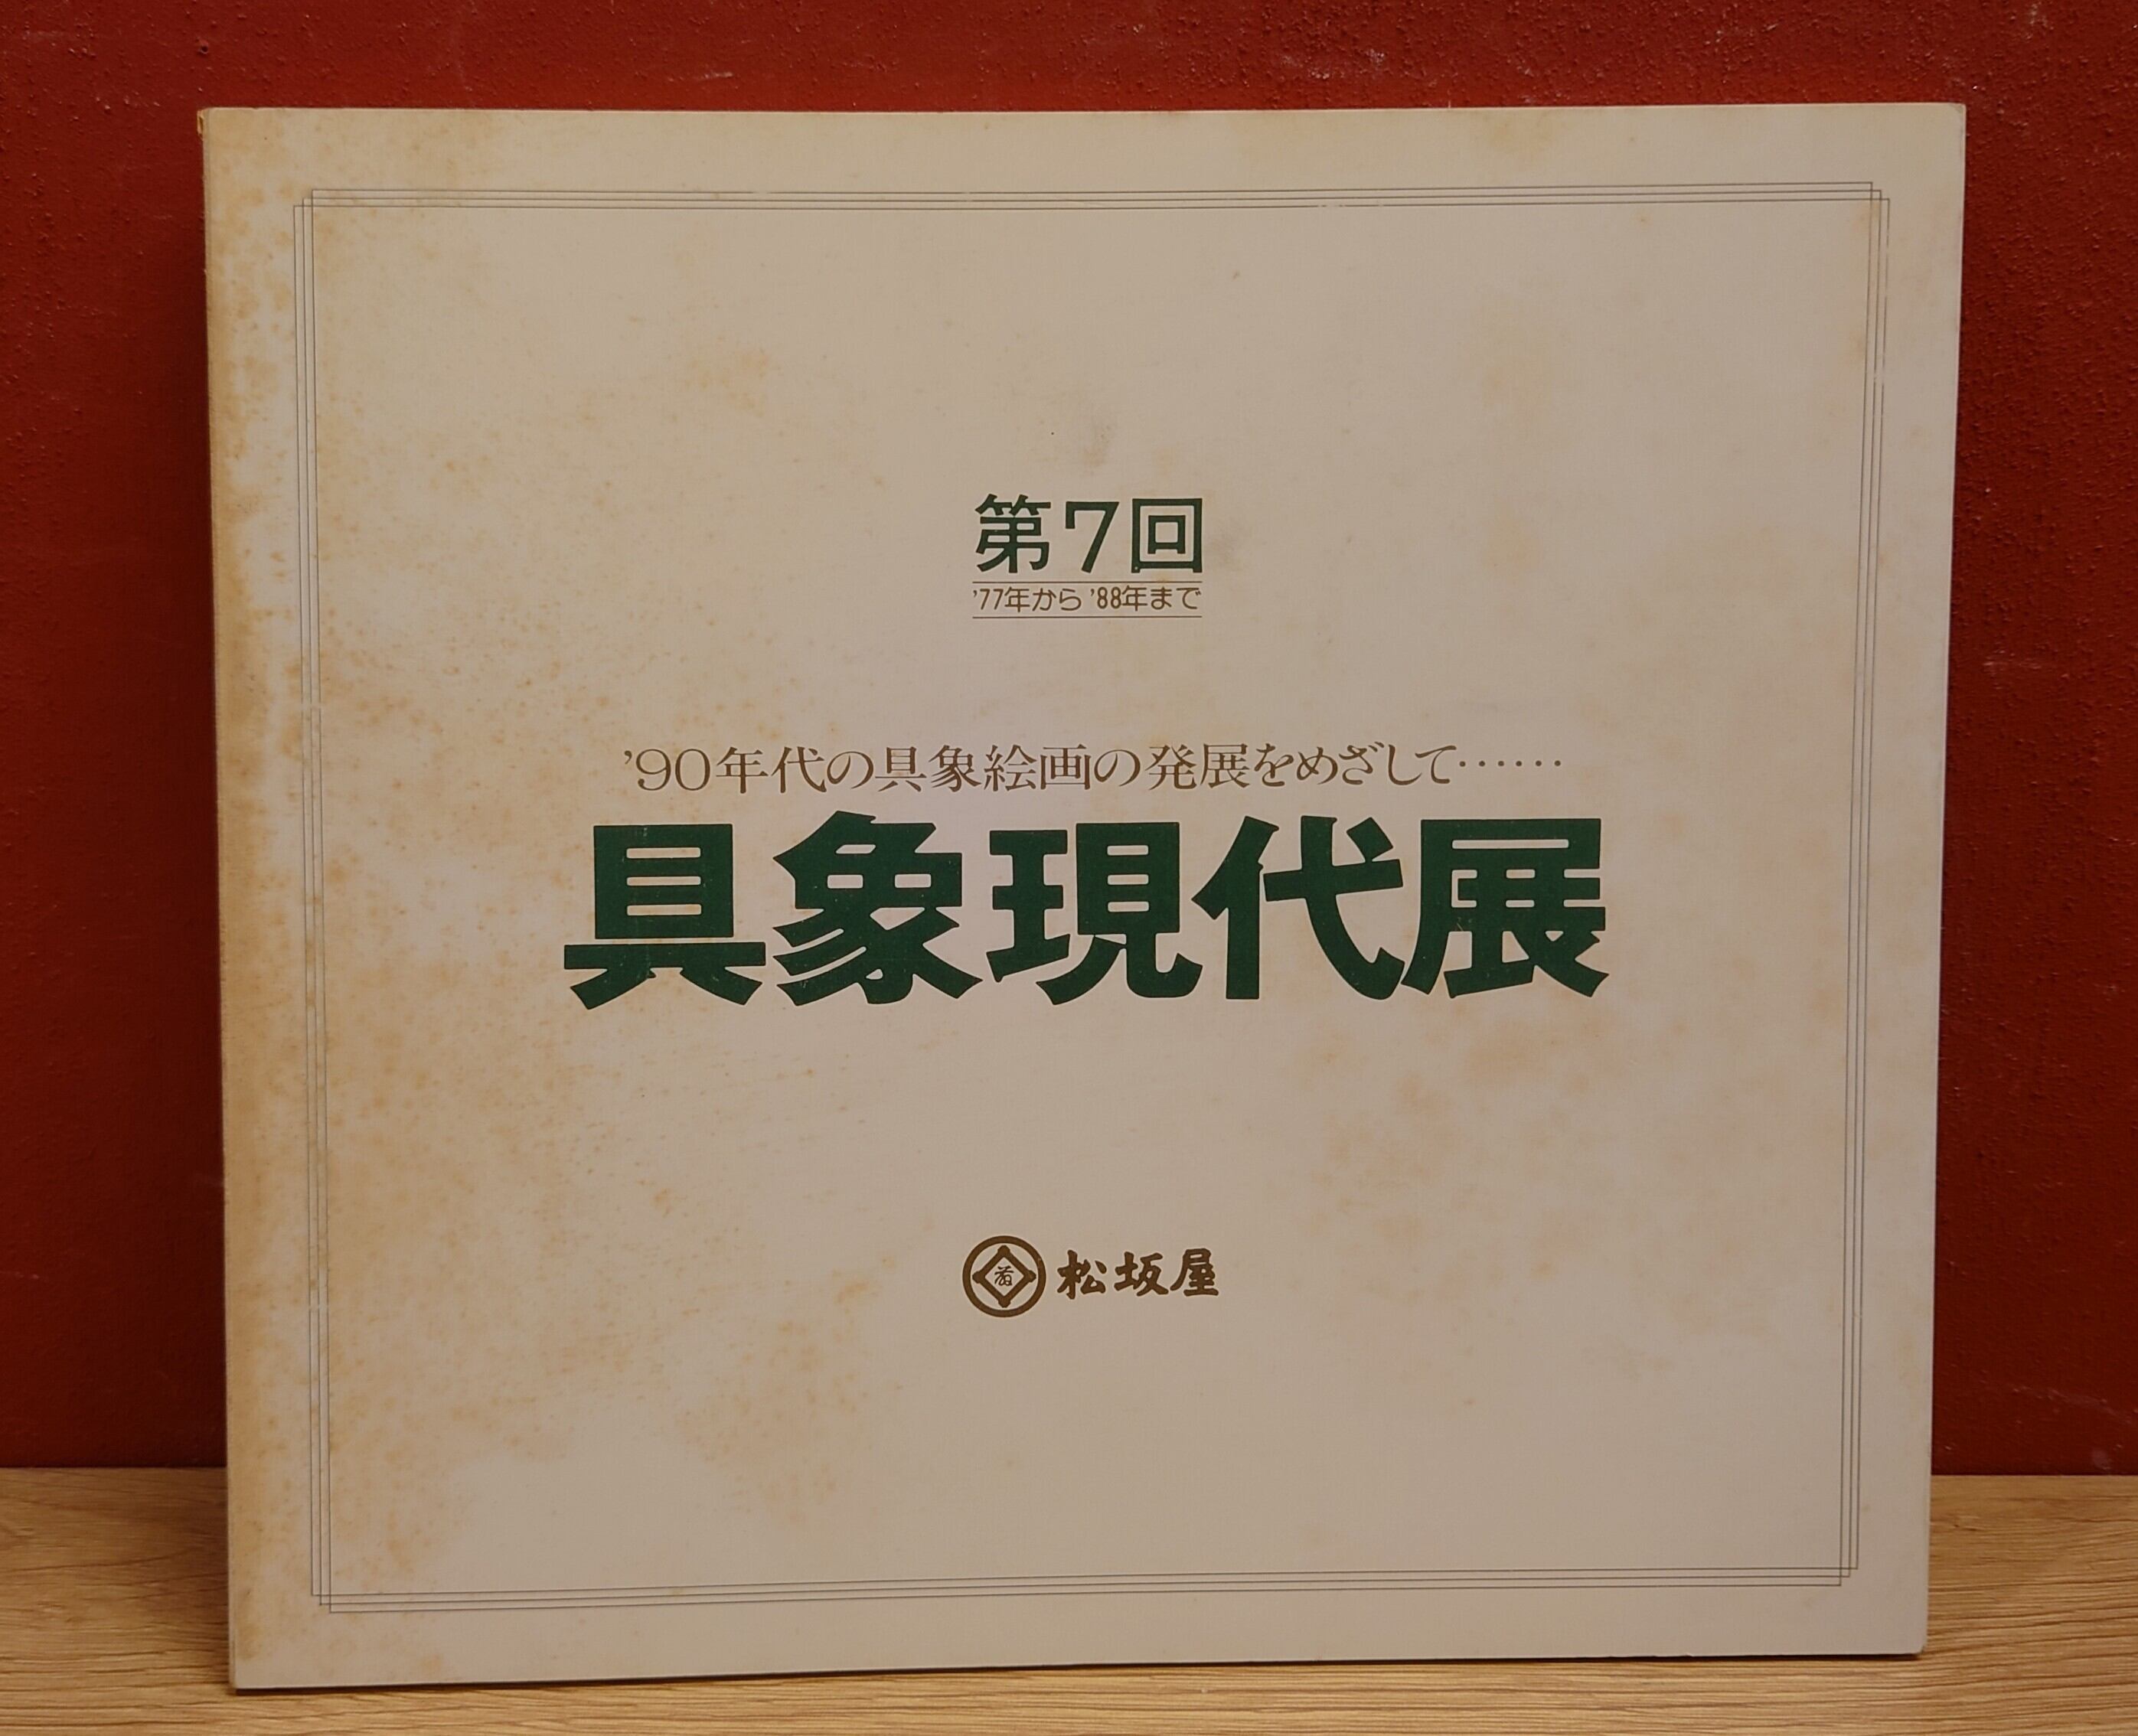 第7回
'77年から'88年まで
'90年代の具象絵画の発展をめざして……
具象現代展
松坂屋